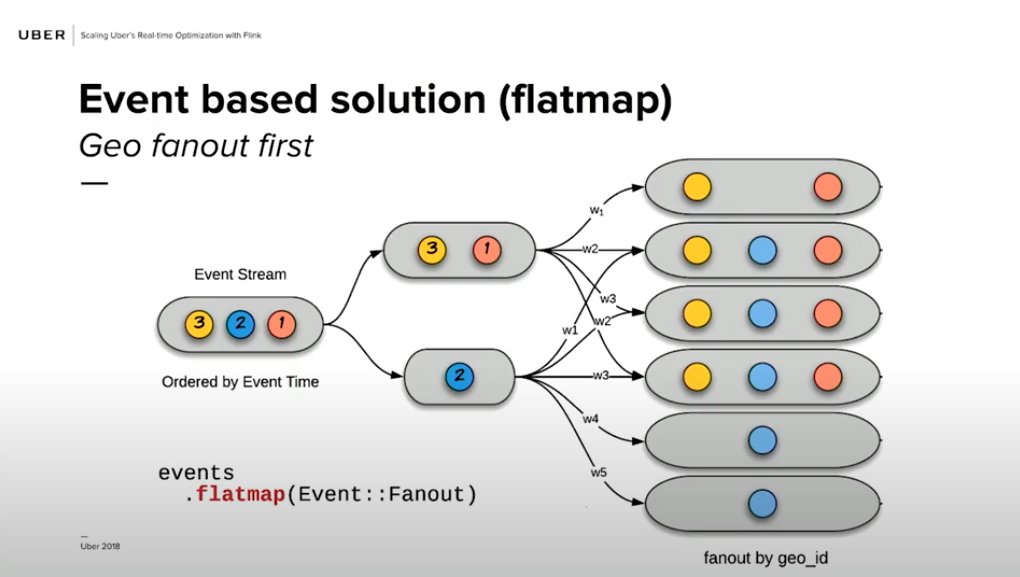 UBER
Scaling Uber's Real-time Optimization with Flink
Event based solution (flatmap)
Geo fanout first
Event Stream
3 2 1
Ordered by Event Time
3 1
2
w1
w2
w3
w1
w2
w3
w4
w5
events
.flatmap(Event::Fanout)
fanout by geo_id
Uber 2018